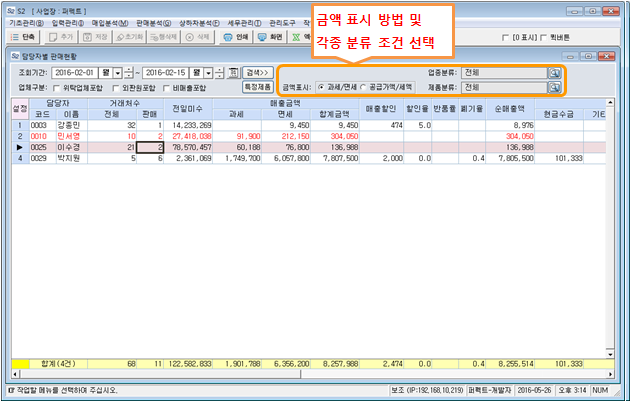 S2 [ 사업장 : 퍼펙트 ]
기초관리(B) 입력관리(I) 매입분석(M) 판매분석(G) 상하차분석(E) 세무관리(T) 관리도구
금액 표시 방법 및
각종 분류 조건 선택
단축 추가 저장 초기화 행삭제 삭제 인쇄 화면 엑 [0 표시] 퀵버튼
담당자별 판매현황
조회기간: 2016-02-01 월 ~ 2016-02-15 월 검색>> 업종분류: 전체
업체구분: 위탁업체포함 외판원포함 비매출포함 특정제품 금액표시: 과세/면세 공급가액/세액 제품분류: 전체
설정 담당자 거래처수 전일미수 매출금액 매출할인 할인율 반품율 폐기율 순매출액
코드 이름 전체 판매 과세 면세 합계금액 현금수금 기타
1 0003 강종민 32 1 14,233,269 9,450 9,450 474 5.0 8,976
2 0010 민서영 10 2 27,418,038 91,900 212,150 304,050 304,050
▶ 0025 이수경 21 2 78,570,457 60,188 76,800 136,988 136,988
4 0029 박지원 5 6 2,361,069 1,749,700 6,057,800 7,807,500 2,000 0.0 0.4 7,805,500 101,333
합계(4건) 68 11 122,582,833 1,901,788 6,356,200 8,257,988 2,474 0.0 0.4 8,255,514 101,333
작업할 메뉴를 선택하여 주십시오. 보조 (IP:192,168,10,219) 퍼펙트-개발자 2016-05-26 오후 3:14 NUM